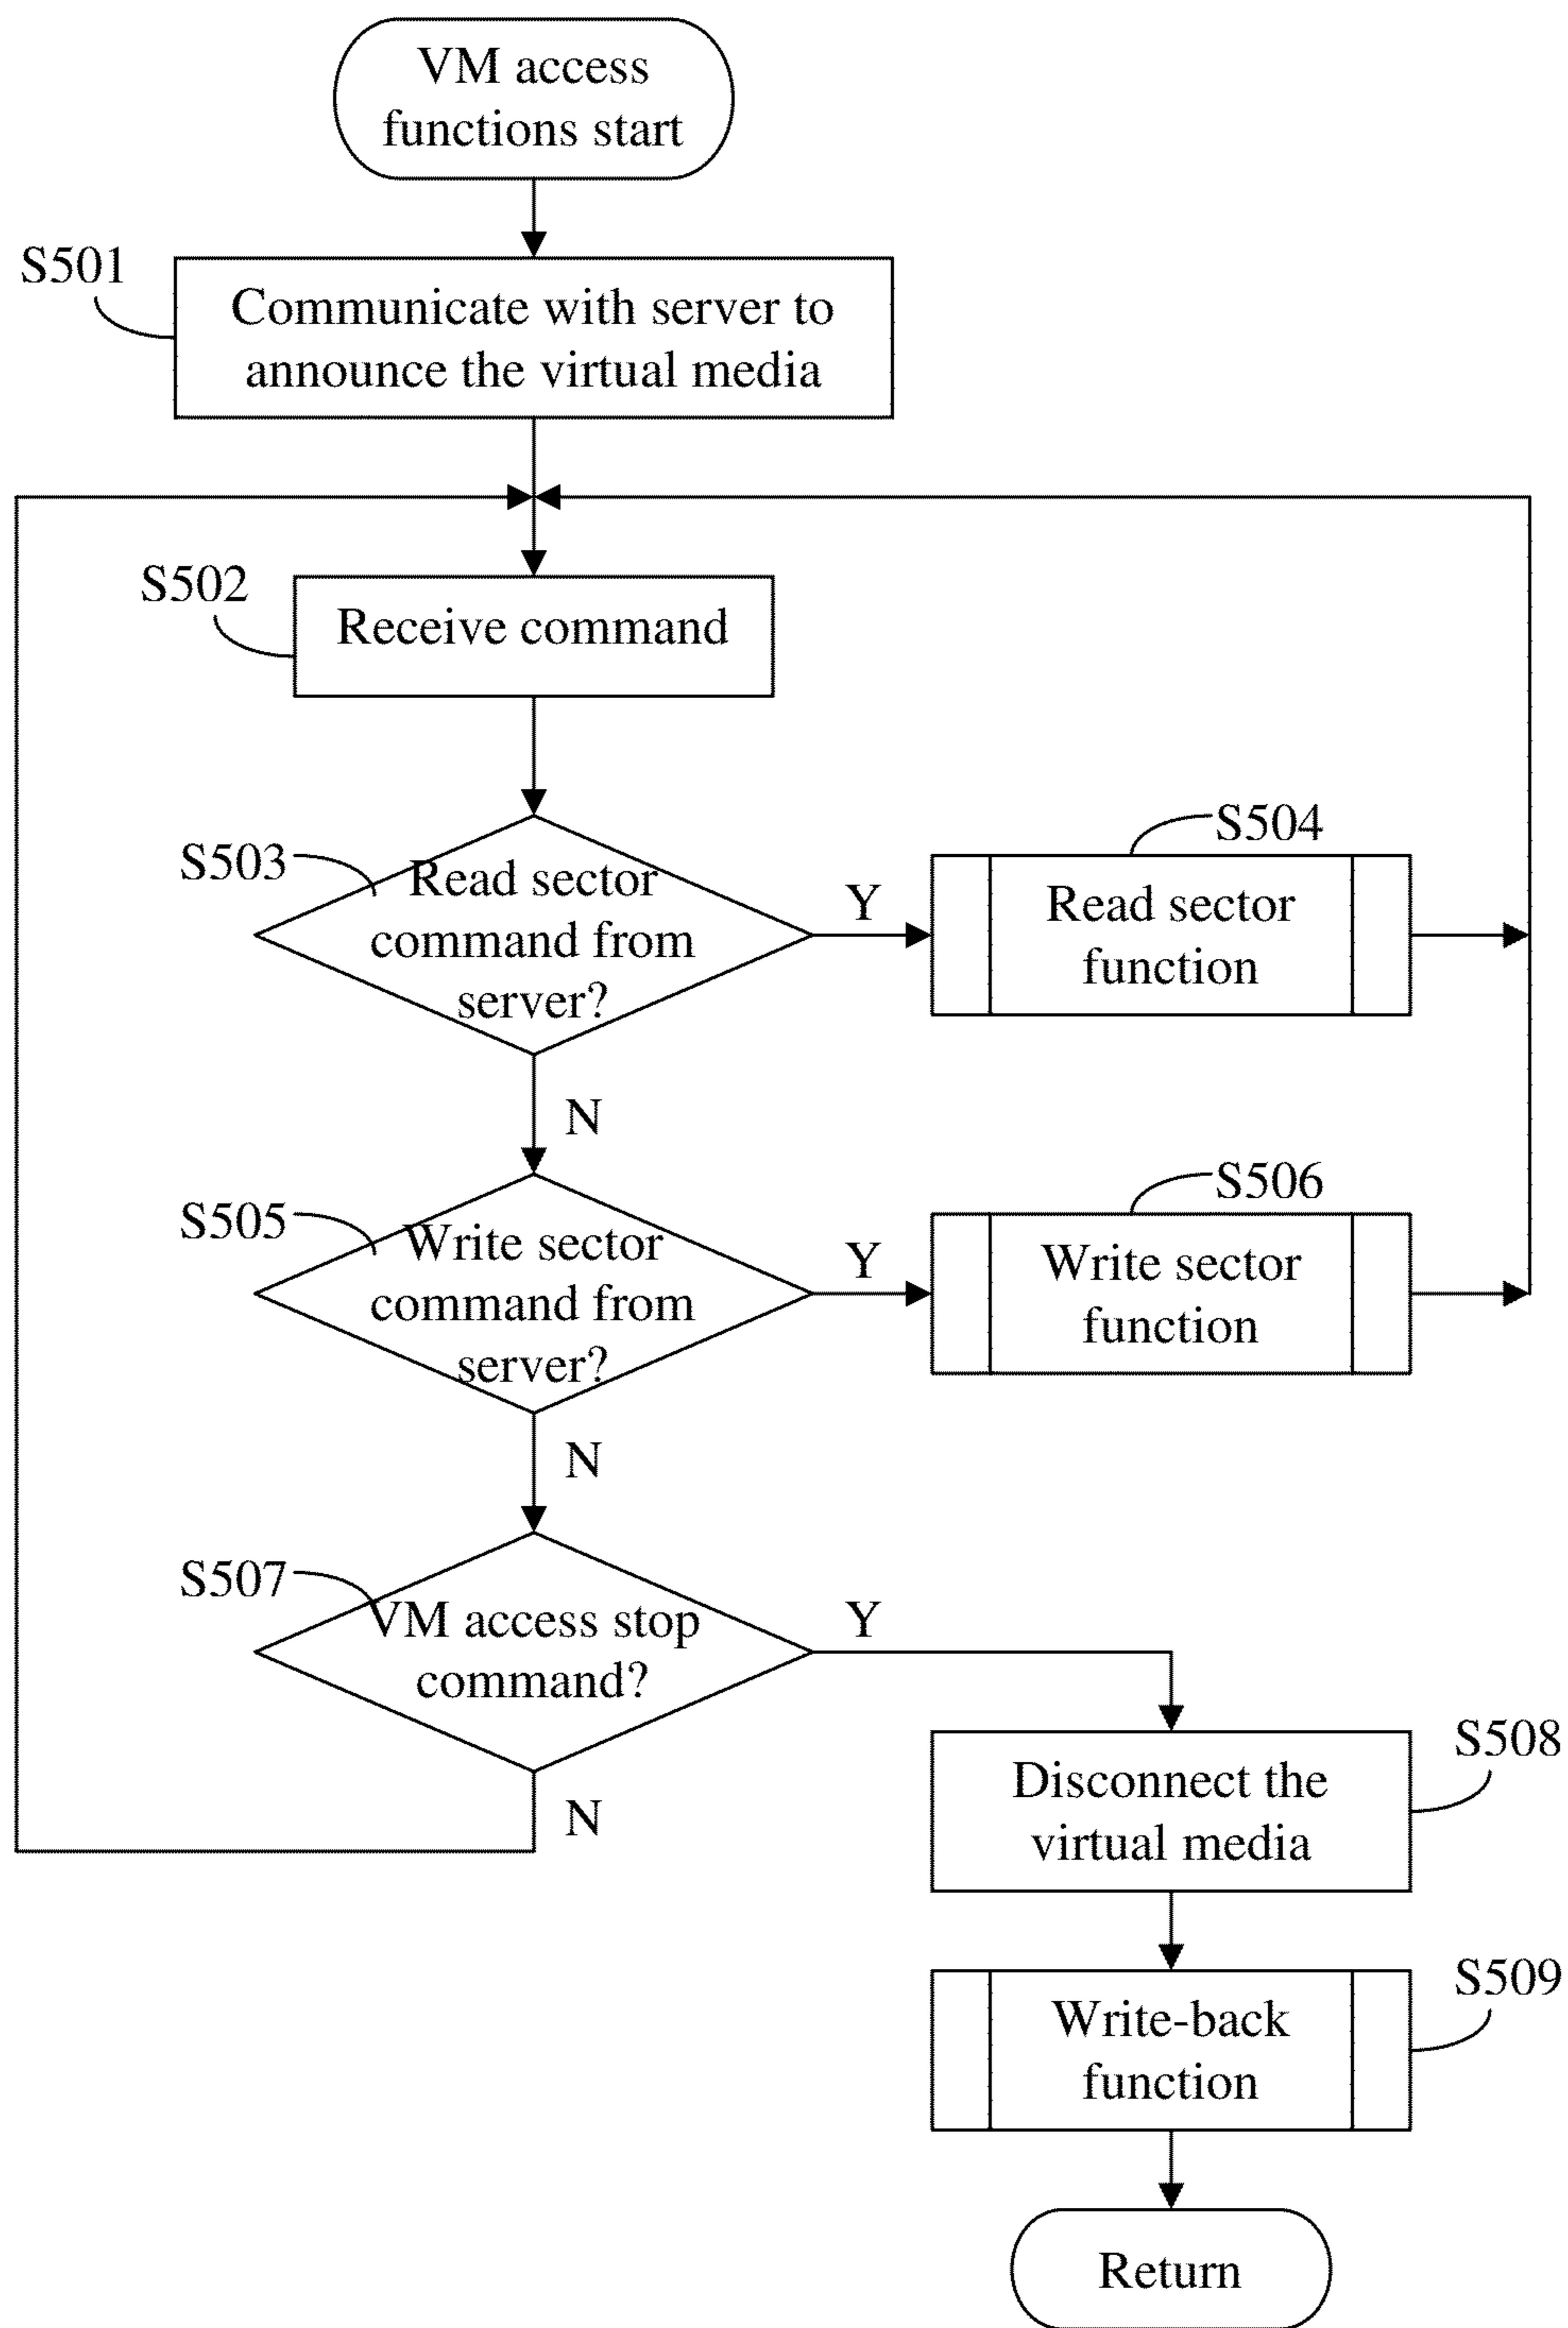 VM access
functions start
S501
Communicate with server to
announce the virtual media
S502
Receive command
S503
Read sector
command from
server?
Y
S504
Read sector
function
N
S505
Write sector
command from
server?
Y
S506
Write sector
function
N
S507
VM access stop
command?
Y
N
S508
Disconnect the
virtual media
S509
Write-back
function
Return